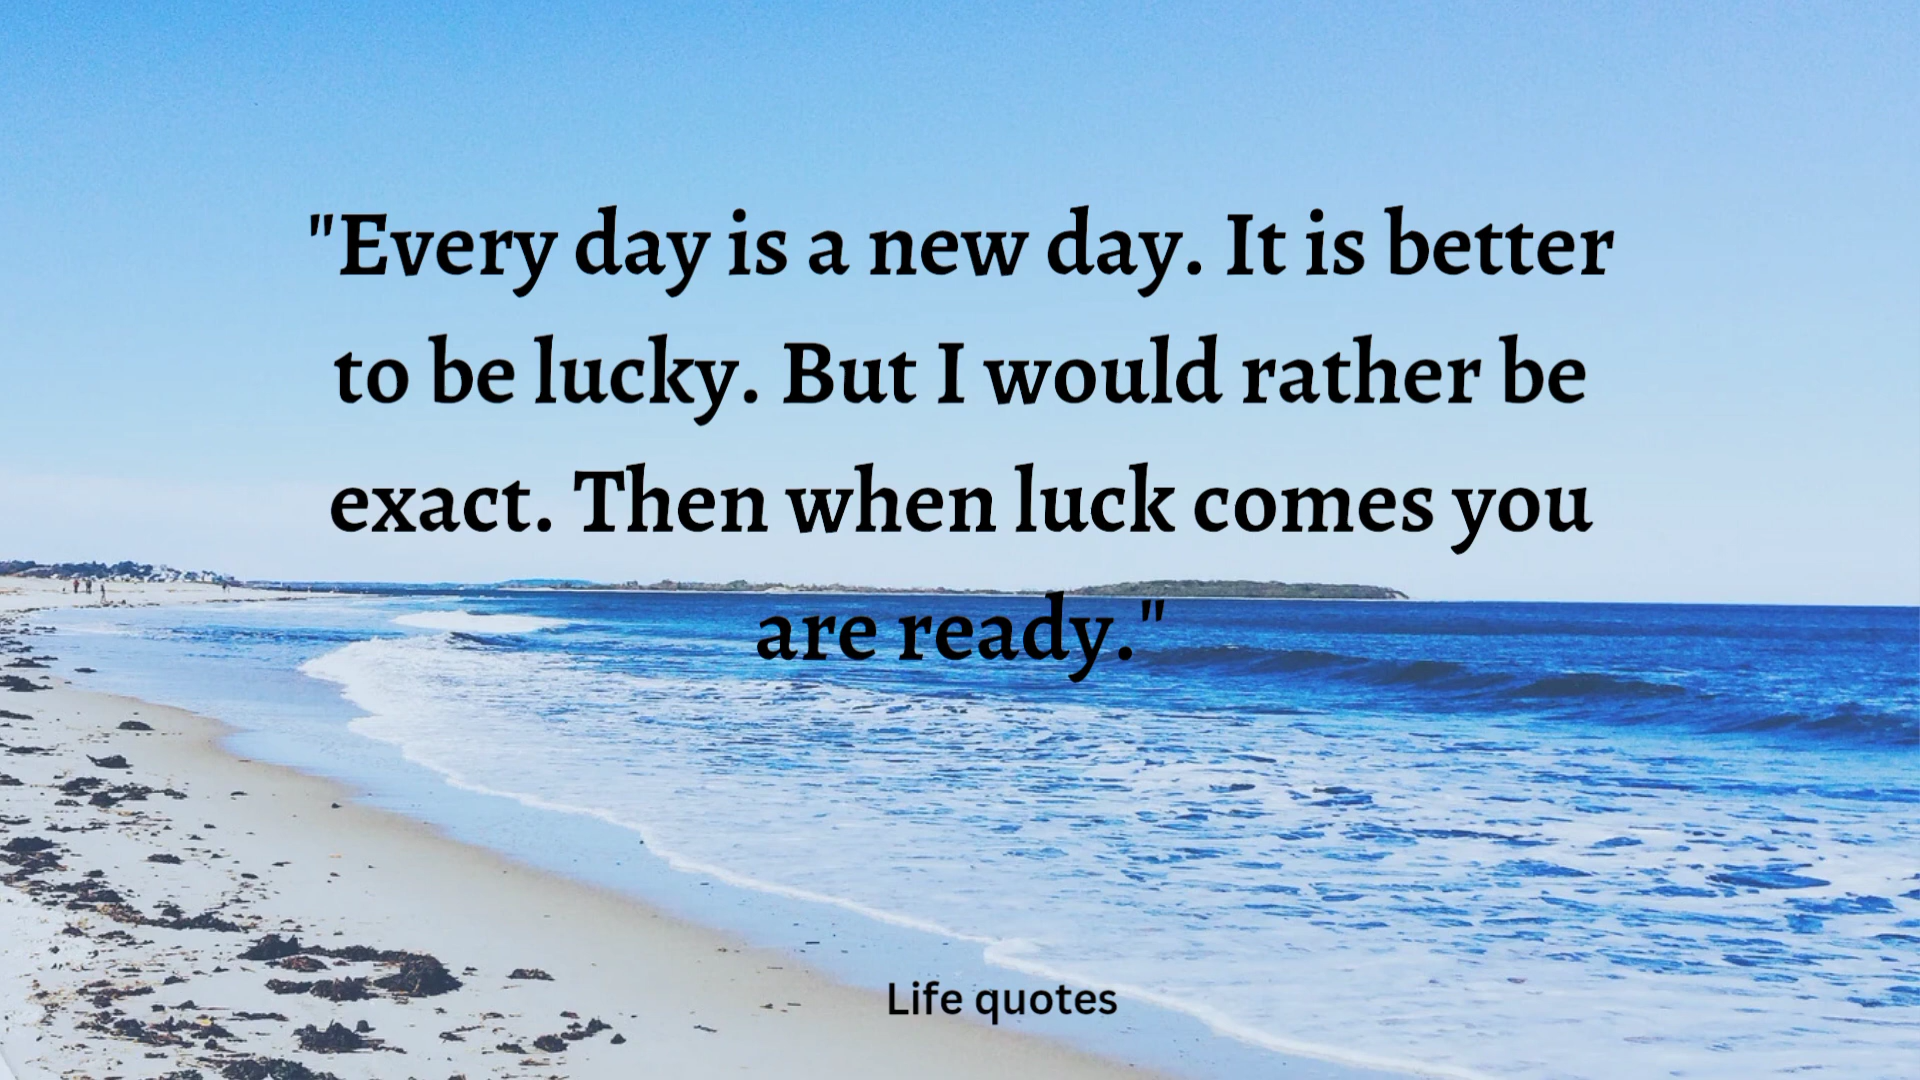 "Every day is a new day. It is better
to be lucky. But I would rather be
exact. Then when luck comes you
are ready."
Life quotes